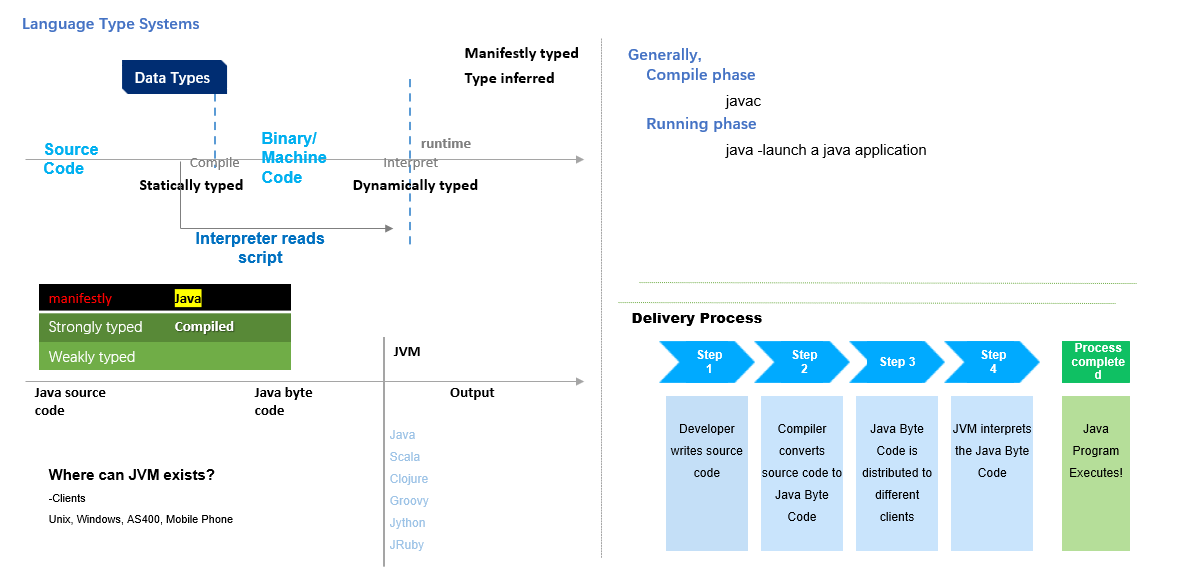 Language Type Systems
Manifestly typed
Type inferred
Data Types
Source
Code
Compile
Binary/
Machine
Code
runtime
Interpret
Statically typed
Dynamically typed
Interpreter reads
script
manifestly Java
Strongly typed Compiled
Weakly typed
JVM
Java source
code
Java byte
code
Output
Java
Scala
Clojure
Groovy
Jython
JRuby
Where can JVM exists?
-Clients
Unix, Windows, AS400, Mobile Phone
Generally,
Compile phase
javac
Running phase
java -launch a java application
Delivery Process
Step
1
Step
2
Step 3
Step
4
Process
complete
d
Developer
writes source
code
Compiler
converts
source code to
Java Byte
Code
Java Byte
Code is
distributed to
different
clients
JVM interprets
the Java Byte
Code
Java
Program
Executes!